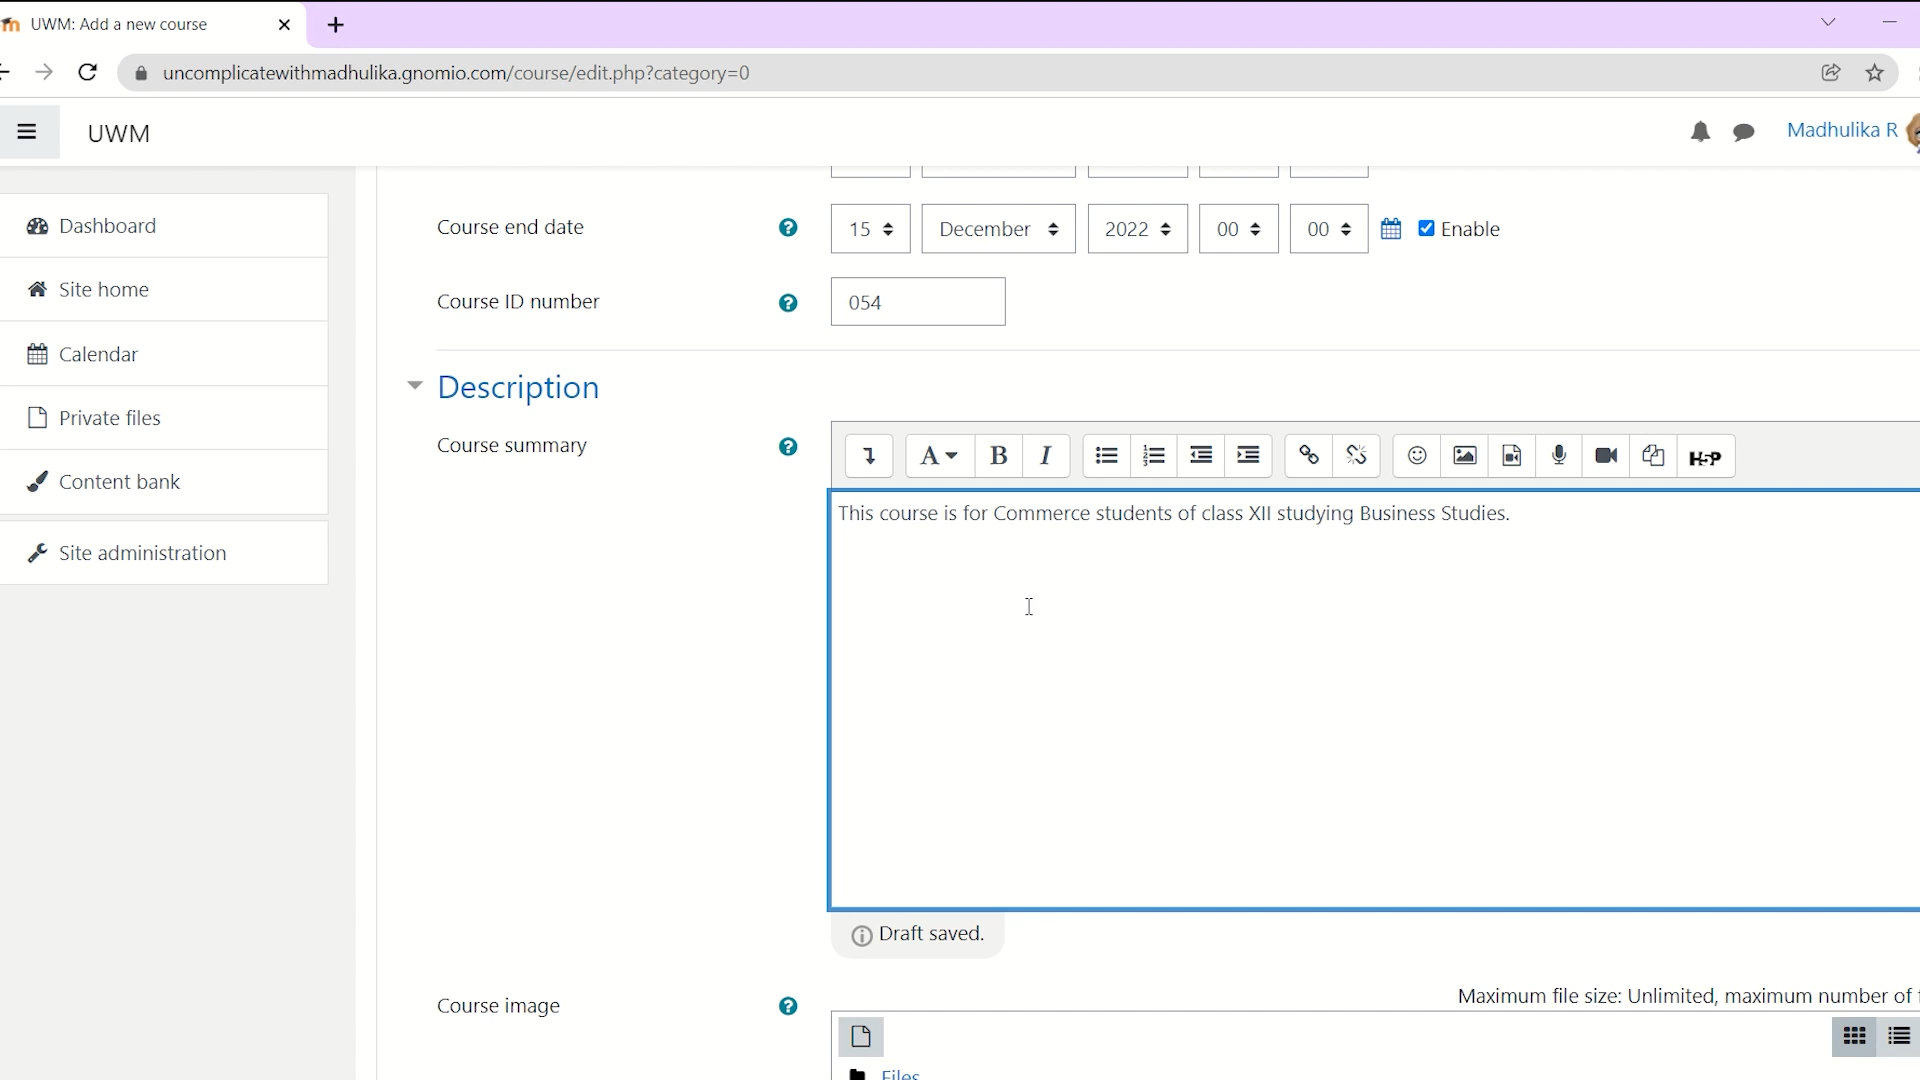 UWM: Add a new course
uncomplicatewithmadhulika.gnomio.com/course/edit.php?category=0
UWM
Madhulika R
Dashboard
Site home
Calendar
Private files
Content bank
Site administration
Course end date
15 December 2022 00 00 Enable
Course ID number
054
Description
Course summary
A B I H5P
This course is for Commerce students of class XII studying Business Studies.
Draft saved.
Course image
Maximum file size: Unlimited, maximum number of
Files